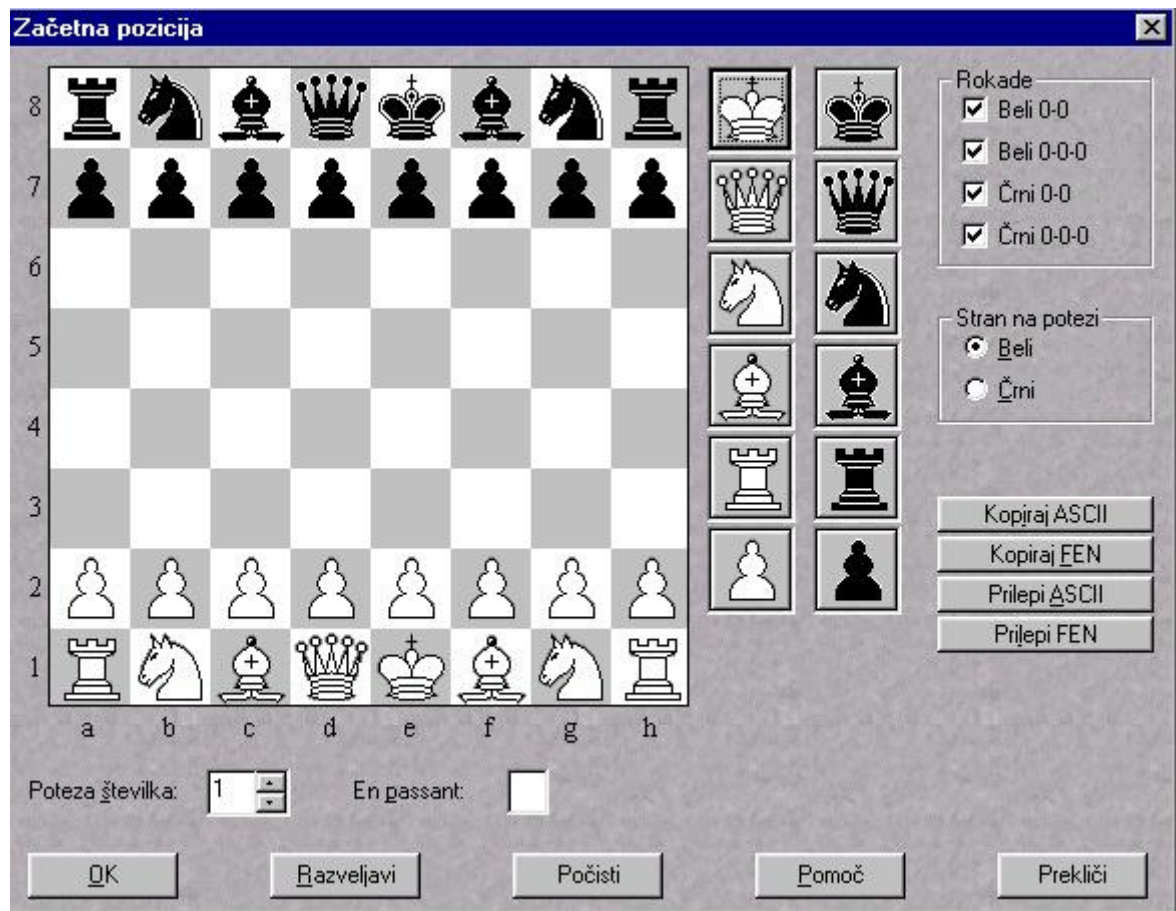 Začetna pozicija
8
7
6
5
4
3
2
1
a b c d e f g h
Rokade
Beli 0-0
Beli 0-0-0
Črni 0-0
Črni 0-0-0
Stran na potezi
Beli
Črni
Kopiraj ASCII
Kopiraj FEN
Prilepi ASCII
Prilepi FEN
Poteza številka: 1 En passant:
OK Razveljavi Počisti Pomoč Prekliči